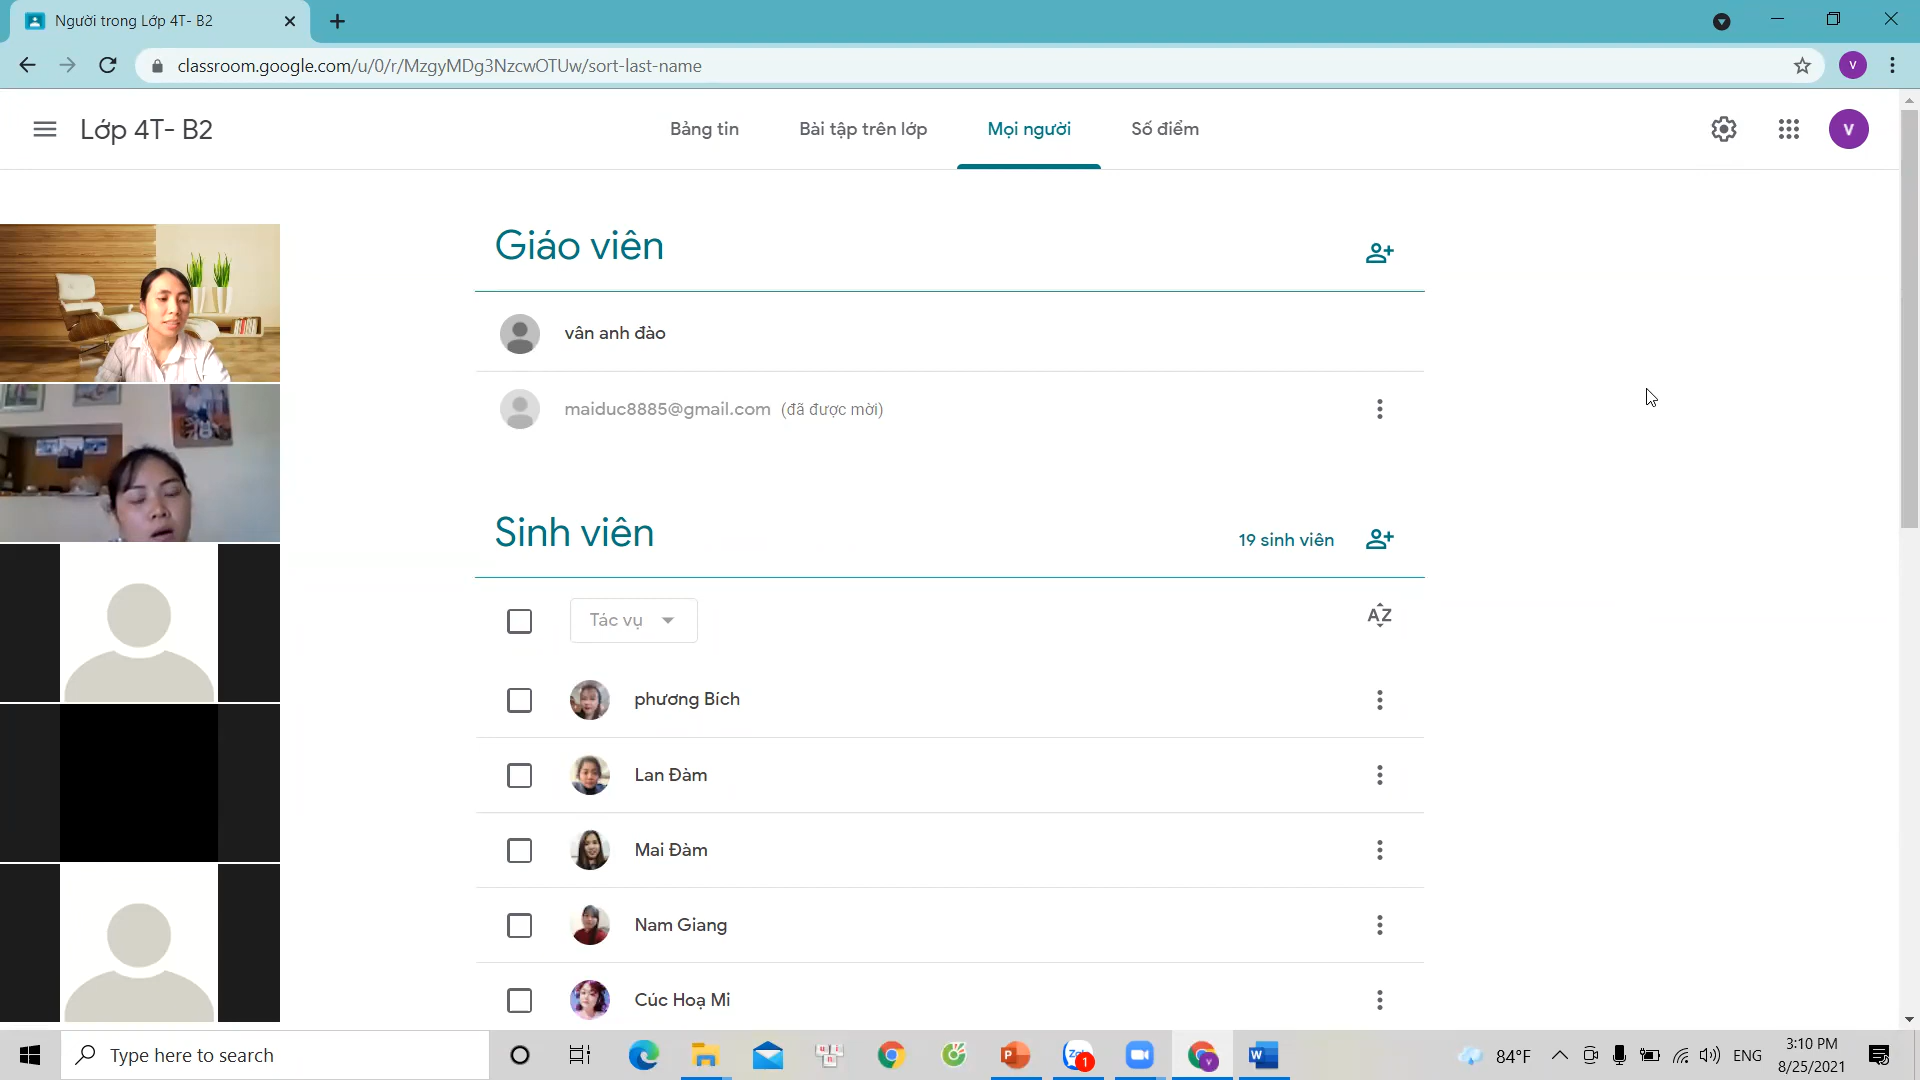 Người trong Lớp 4T- B2
classroom.google.com/u/0/r/MzgyMDg3NzcwOTUw/sort-last-name
V
Lớp 4T- B2
Bảng tin
Bài tập trên lớp
Mọi người
Số điểm
V
Giáo viên
vân anh đào
maiduc8885@gmail.com (đã được mời)
Sinh viên
19 sinh viên
Tác vụ
AZ
phương Bích
Lan Đàm
Mai Đàm
Nam Giang
Cúc Hoạ Mi
Type here to search
84°F
ENG
3:10 PM
8/25/2021